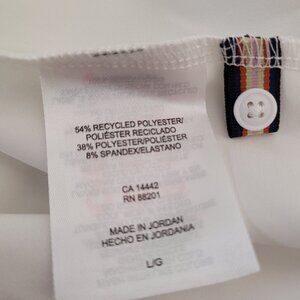 54% RECYCLED POLYESTER/
POLIÉSTER RECICLADO
38% POLYESTER/POLIÉSTER
8% SPANDEX/ELASTANO
CA 14442
RN 88201
MADE IN JORDAN
HECHO EN JORDANIA
L/G